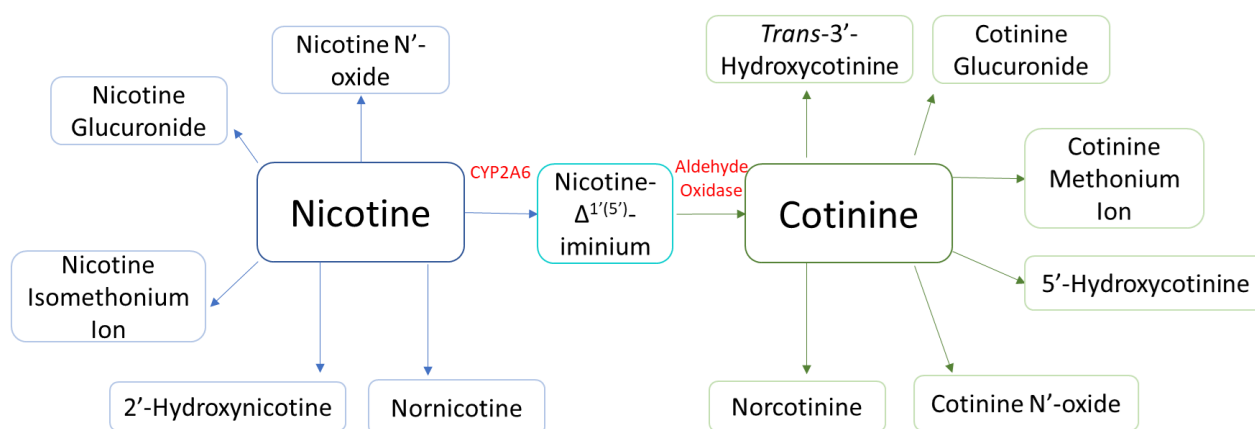 Nicotine N’-
oxide
Nicotine
Glucuronide
Trans-3’-
Hydroxycotinine
Cotinine
Glucuronide
CYP2A6
Aldehyde
Oxidase
Nicotine
Nicotine-
Δ1’(5’)-
iminium
Cotinine
Cotinine
Methonium
Ion
Nicotine
Isomethonium
Ion
5’-Hydroxycotinine
2’-Hydroxynicotine
Nornicotine
Norcotinine
Cotinine N’-oxide